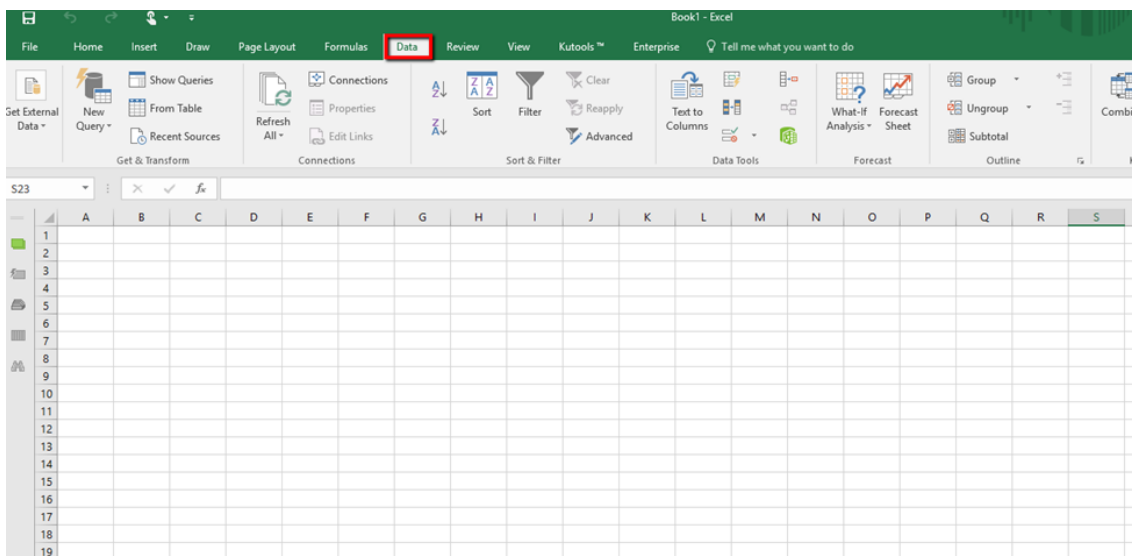 Book1 - Excel
File Home Insert Draw Page Layout Formulas Data Review View Kutools ™ Enterprise Tell me what you want to do
Get External Data
New Query
Show Queries
From Table
Recent Sources
Get & Transform
Refresh All
Connections
Properties
Edit Links
Connections
A Z
Z A
Z A A Z
Sort
Filter
Clear
Reapply
Advanced
Sort & Filter
Text to Columns
Data Tools
What-If Analysis
Forecast Sheet
Forecast
Group
Ungroup
Subtotal
Outline
S23
fx
A B C D E F G H I J K L M N O P Q R S
1
2
3
4
5
6
7
8
9
10
11
12
13
14
15
16
17
18
19